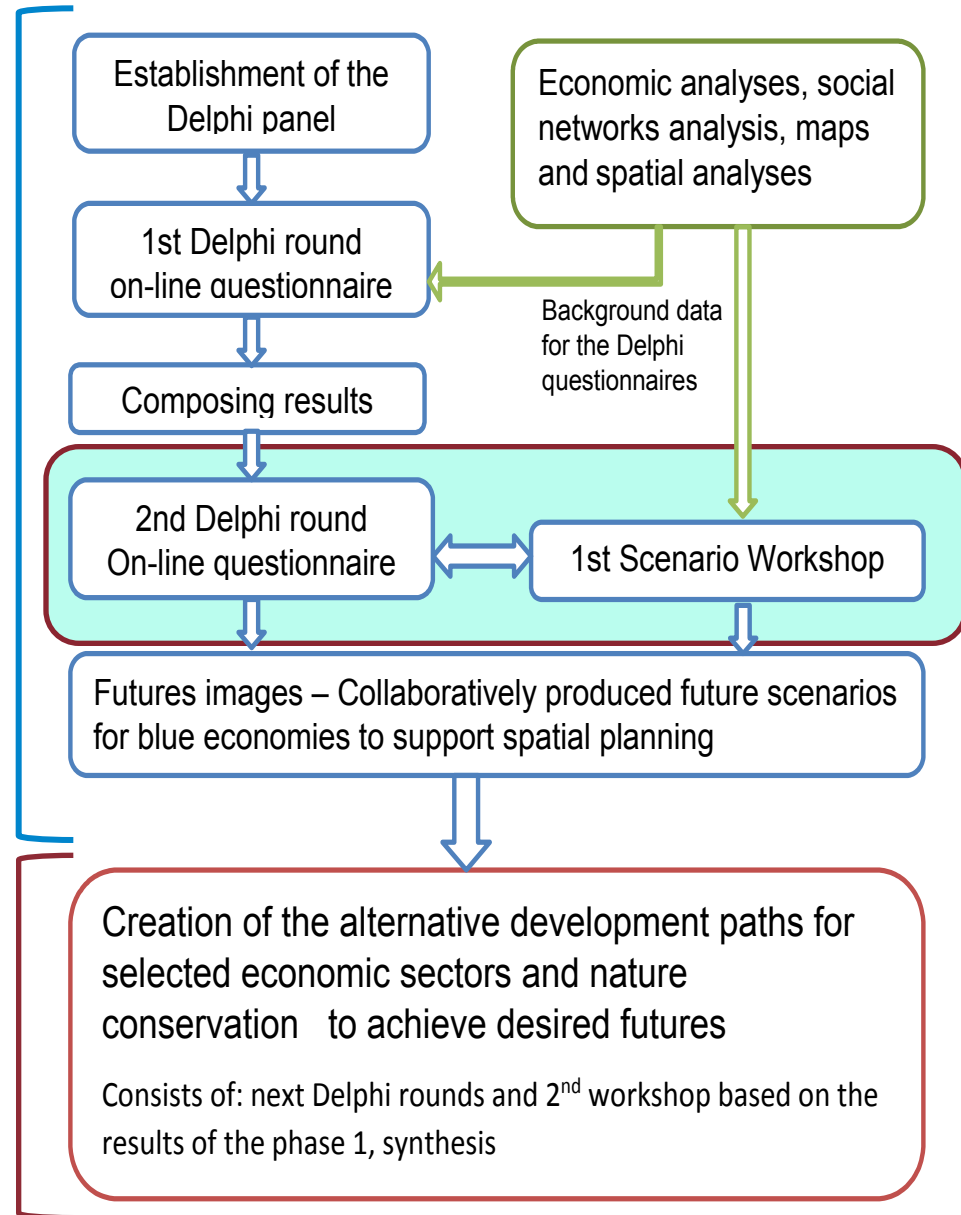 Establishment of the
Delphi panel
Economic analyses, social
networks analysis, maps
and spatial analyses
1st Delphi round
on-line questionnaire
Background data
for the Delphi
questionnaires
Composing results
2nd Delphi round
On-line questionnaire
1st Scenario Workshop
Futures images – Collaboratively produced future scenarios
for blue economies to support spatial planning
Creation of the alternative development paths for
selected economic sectors and nature
conservation to achieve desired futures
Consists of: next Delphi rounds and 2nd workshop based on the
results of the phase 1, synthesis